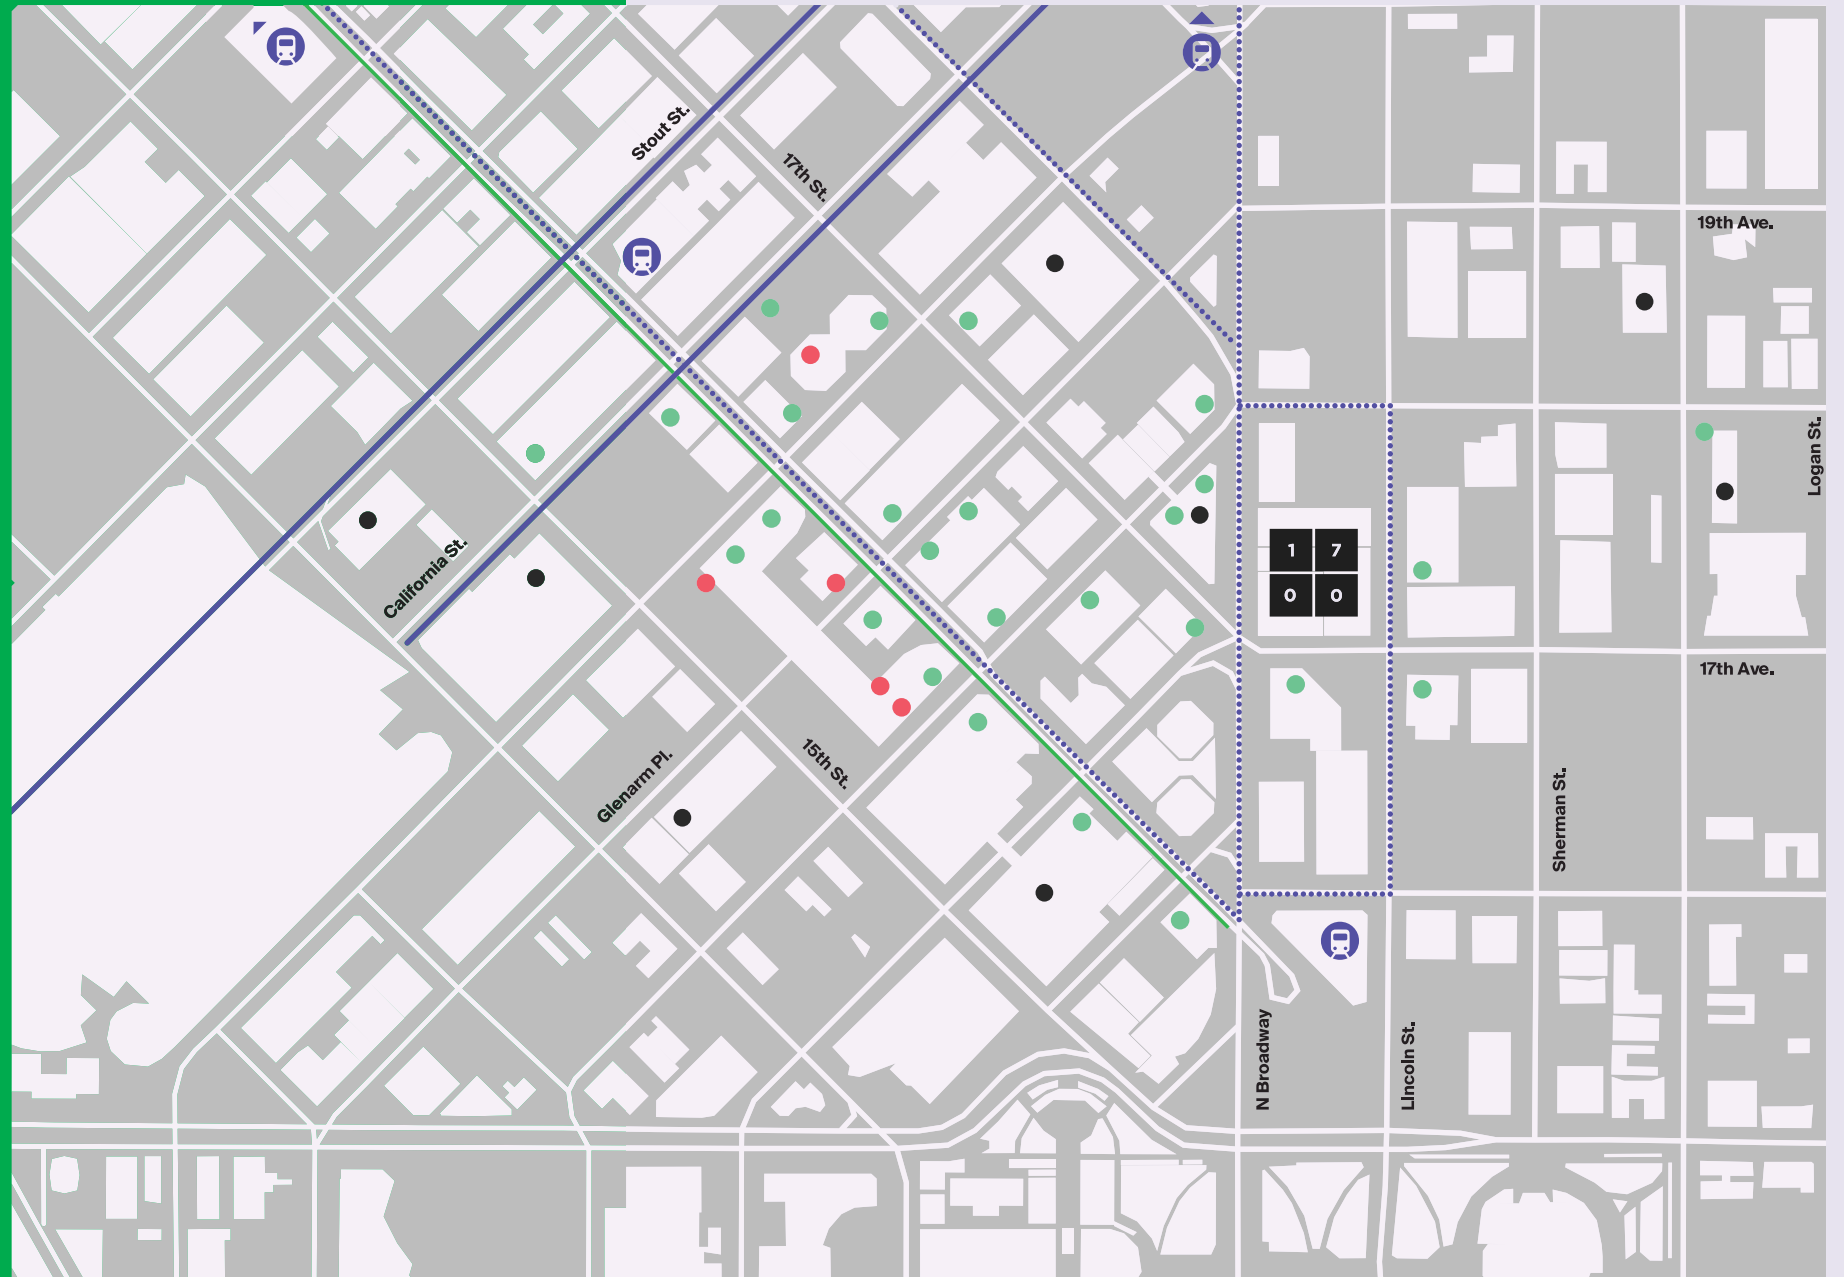 Stout St.
17th St.
19th Ave.
Logan St.
California St.
1 7
0 0
17th Ave.
Glenarm Pl.
15th St.
Sherman St.
N Broadway
LIncoln St.